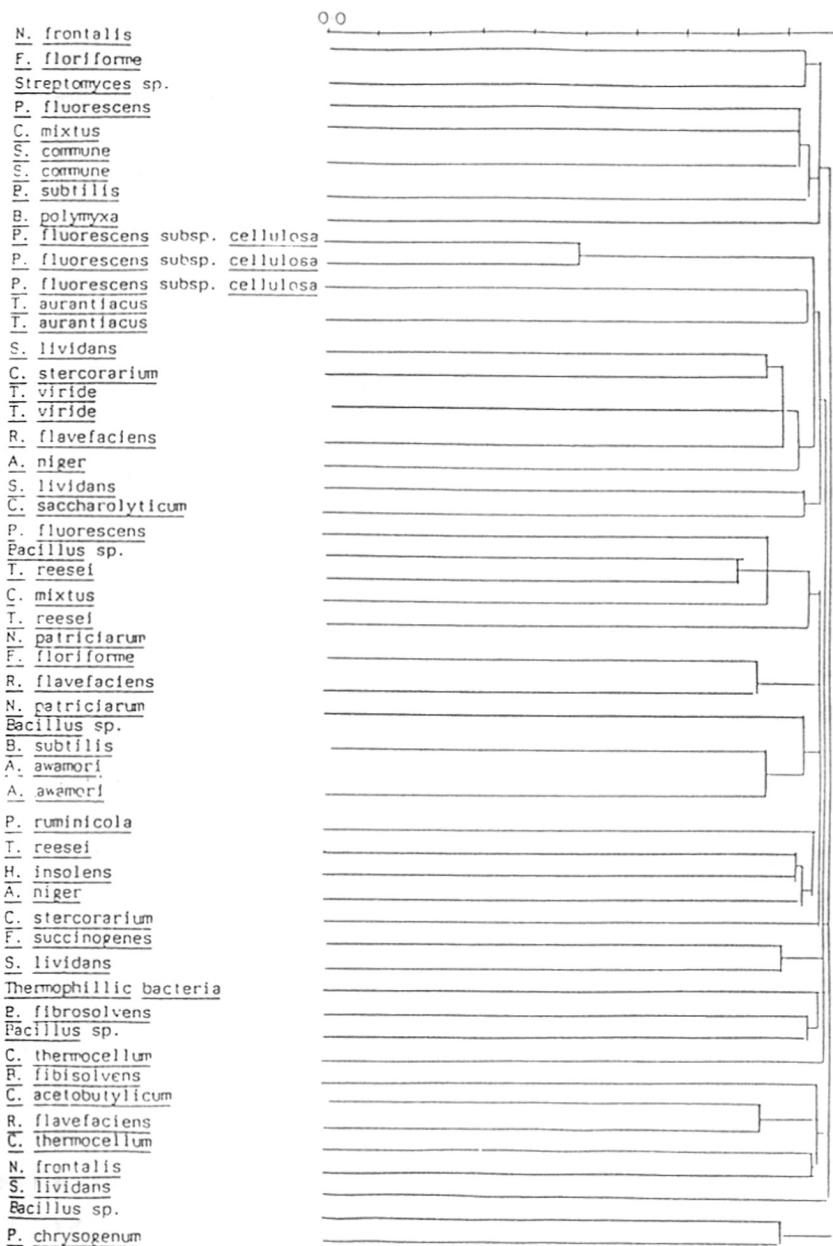 0 0
N. frontalis
F. floriforme
Streptomyces sp.
P. fluorescens
C. mixtus
S. commune
S. commune
P. subtilis
B. polymyxa
P. fluorescens subsp. cellulosa
P. fluorescens subsp. cellulosa
P. fluorescens subsp. cellulosa
T. aurantiacus
T. aurantiacus
S. lividans
C. stercorarium
T. viride
T. viride
R. flavefaciens
A. niger
S. lividans
C. saccharolyticum
P. fluorescens
Pacillus sp.
T. reesei
C. mixtus
T. reesei
N. patriciarum
F. floriforme
R. flavefaciens
N. patriciarum
Bacillus sp.
B. subtilis
A. awamori
A. awamori
P. ruminicola
T. reesei
H. insolens
A. niger
C. stercorarium
F. succinogenes
S. lividans
Thermophillic bacteria
B. fibrosolvens
Pacillus sp.
C. thermocellum
B. fibisolvens
C. acetobutylicum
R. flavefaciens
C. thermocellum
N. frontalis
S. lividans
Bacillus sp.
P. chrysogenum